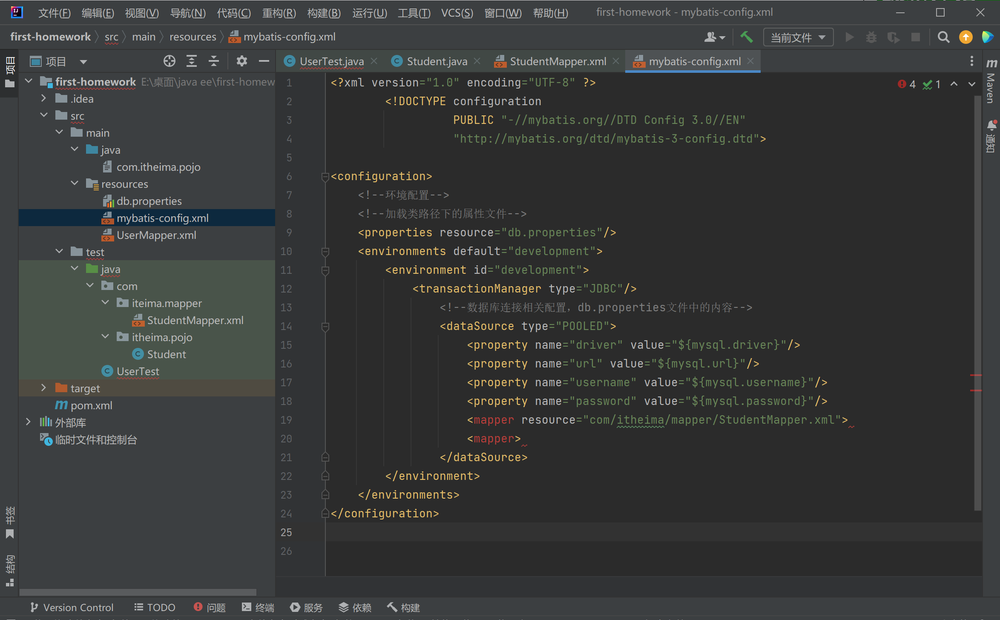 文件(F) 编辑(E) 视图(V) 导航(N) 代码(C) 重构(R) 构建(B) 运行(U) 工具(T) VCS(S) 窗口(W) 帮助(H) first-homework - mybatis-config.xml
first-homework src main resources mybatis-config.xml 当前文件
项目 UserTest.java Student.java StudentMapper.xml mybatis-config.xml
项目
first-homework E:\桌面\java ee\first-homew
.idea
src
main
java
com.itheima.pojo
resources
db.properties
mybatis-config.xml
UserMapper.xml
test
java
com
iteima.mapper
StudentMapper.xml
itheima.pojo
Student
UserTest
target
pom.xml
外部库
临时文件和控制台
书签
结构
1 <?xml version="1.0" encoding="UTF-8" ?>
2 <!DOCTYPE configuration
3 PUBLIC "-//mybatis.org//DTD Config 3.0//EN"
4 "http://mybatis.org/dtd/mybatis-3-config.dtd">
5
6 <configuration>
7 <!--环境配置-->
8 <!--加载类路径下的属性文件-->
9 <properties resource="db.properties"/>
10 <environments default="development">
11 <environment id="development">
12 <transactionManager type="JDBC"/>
13 <!--数据库连接相关配置，db.properties文件中的内容-->
14 <dataSource type="POOLED">
15 <property name="driver" value="${mysql.driver}"/>
16 <property name="url" value="${mysql.url}"/>
17 <property name="username" value="${mysql.username}"/>
18 <property name="password" value="${mysql.password}"/>
19 <mapper resource="com/itheima/mapper/StudentMapper.xml">
20 <mapper>
21 </dataSource>
22 </environment>
23 </environments>
24 </configuration>
25
26
4 1
Maven
通知
Version Control TODO 问题 终端 服务 依赖 构建